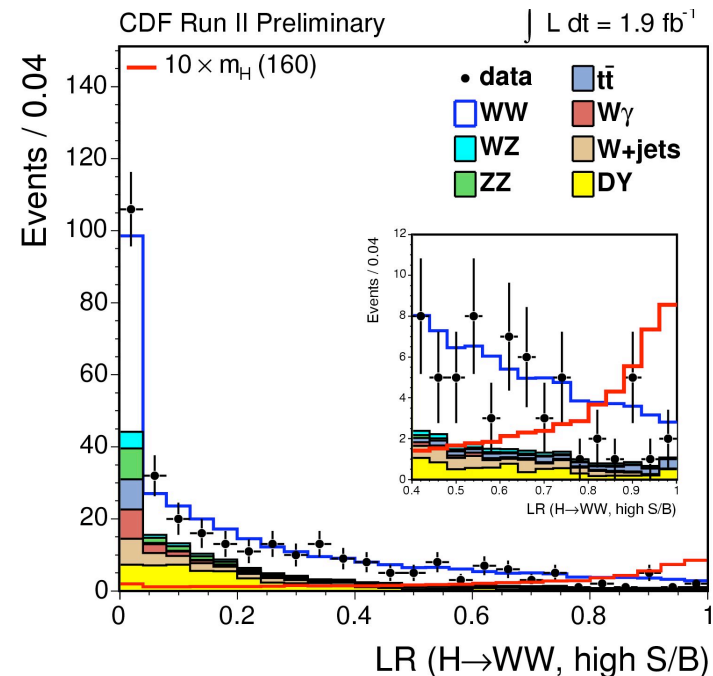 CDF Run II Preliminary
∫ L dt = 1.9 fb⁻¹
10 × m_H (160)
data
WW
WZ
ZZ
tt̄
Wγ
W+jets
DY
Events / 0.04
140
120
100
80
60
40
20
0
0 0.2 0.4 0.6 0.8 1
LR (H→WW, high S/B)
Events / 0.04
12
10
8
6
4
2
0
0.4 0.5 0.6 0.7 0.8 0.9 1
LR (H→WW, high S/B)